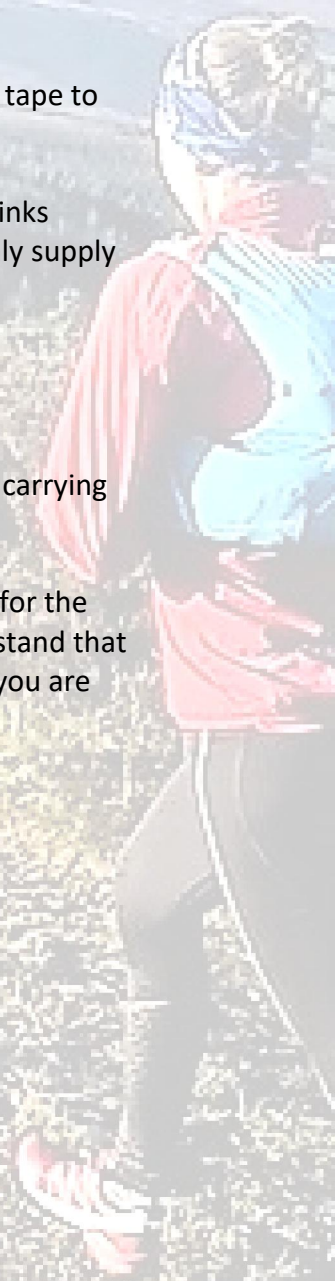 tape to
inks
ly supply
carrying
for the
stand that
you are